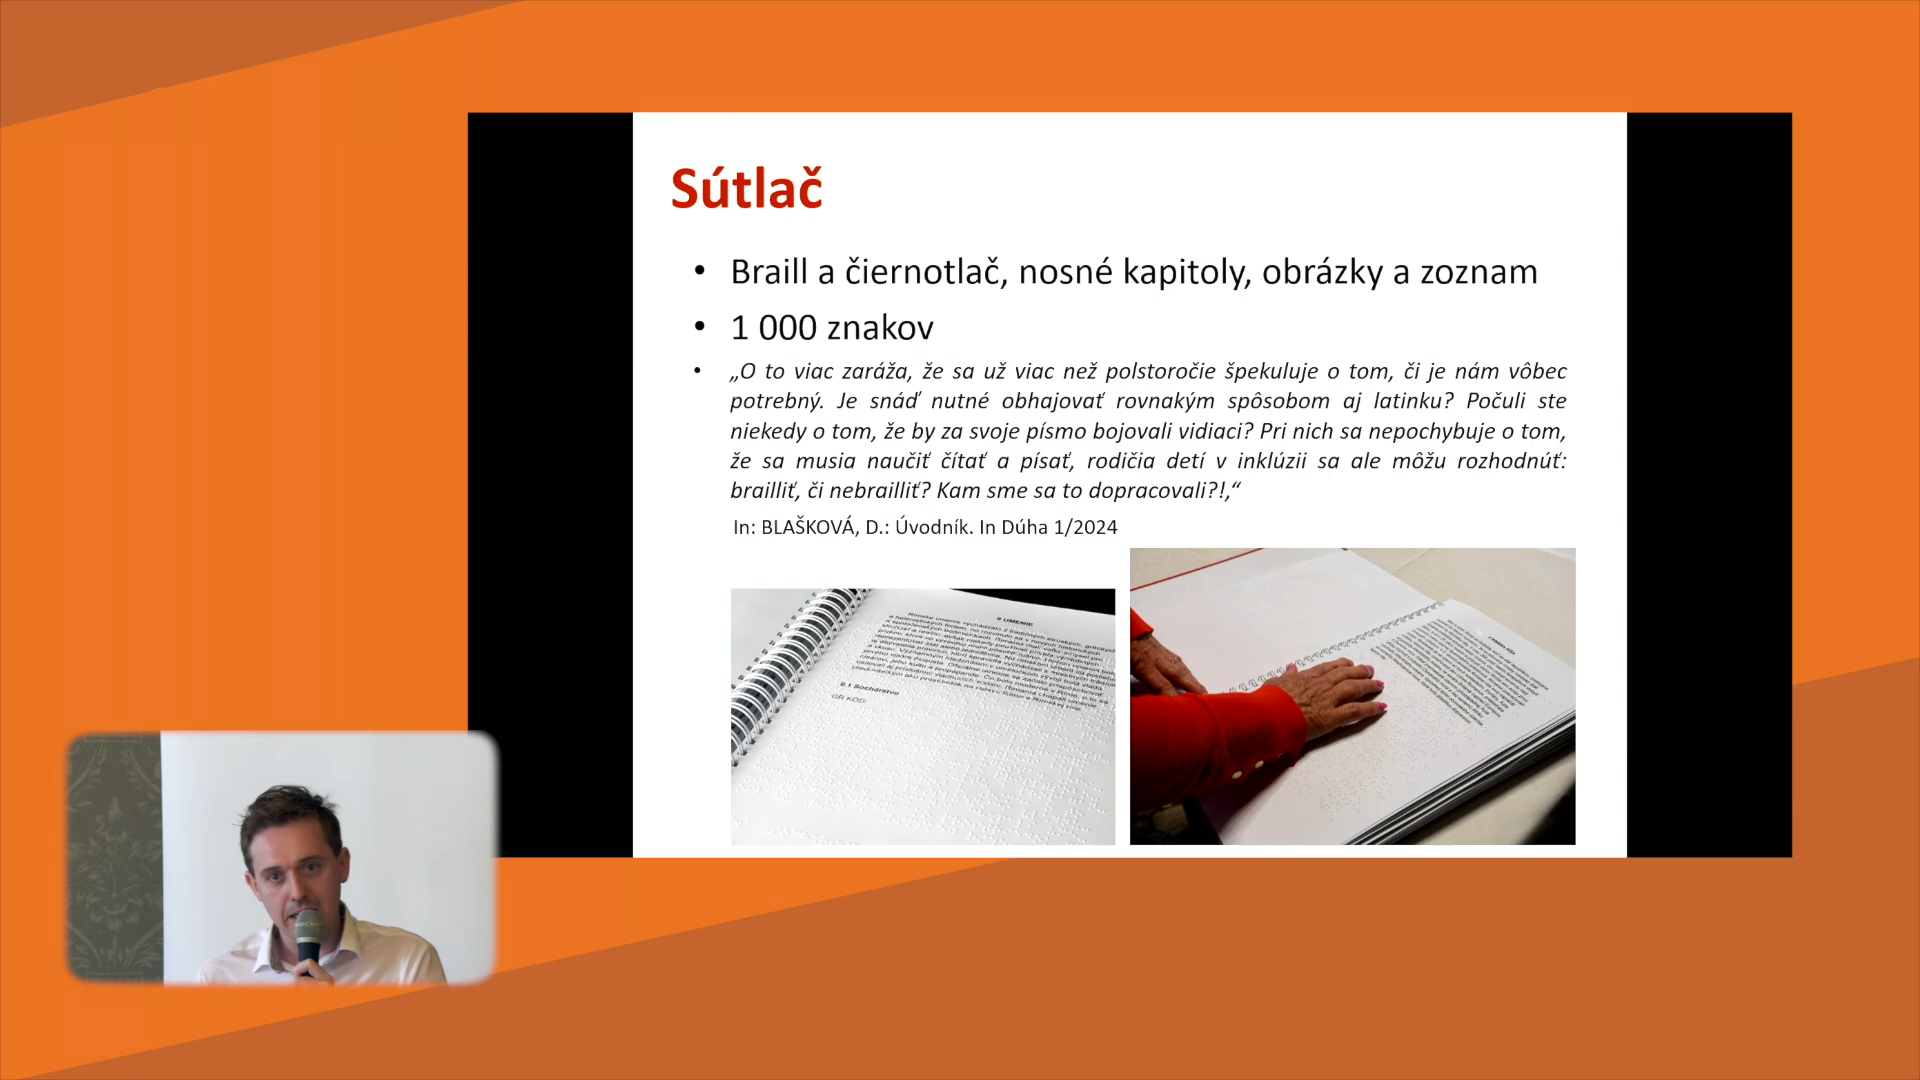 Sútlač
• Braill a čiernotlač, nosné kapitoly, obrázky a zoznam
• 1 000 znakov
• „O to viac zaráža, že sa už viac než polstoročie špekuluje o tom, či je nám vôbec
potrebný. Je snáď nutné obhajovať rovnakým spôsobom aj latinku? Počuli ste
niekedy o tom, že by za svoje písmo bojovali vidiaci? Pri nich sa nepochybuje o tom,
že sa musia naučiť čítať a písať, rodičia detí v inklúzii sa ale môžu rozhodnúť:
brailliť, či nebrailliť? Kam sme sa to dopracovali?!,“
In: BLAŠKOVÁ, D.: Úvodník. In Dúha 1/2024
9 UMENIE
9.1 Sochárstvo
QR KÓD: